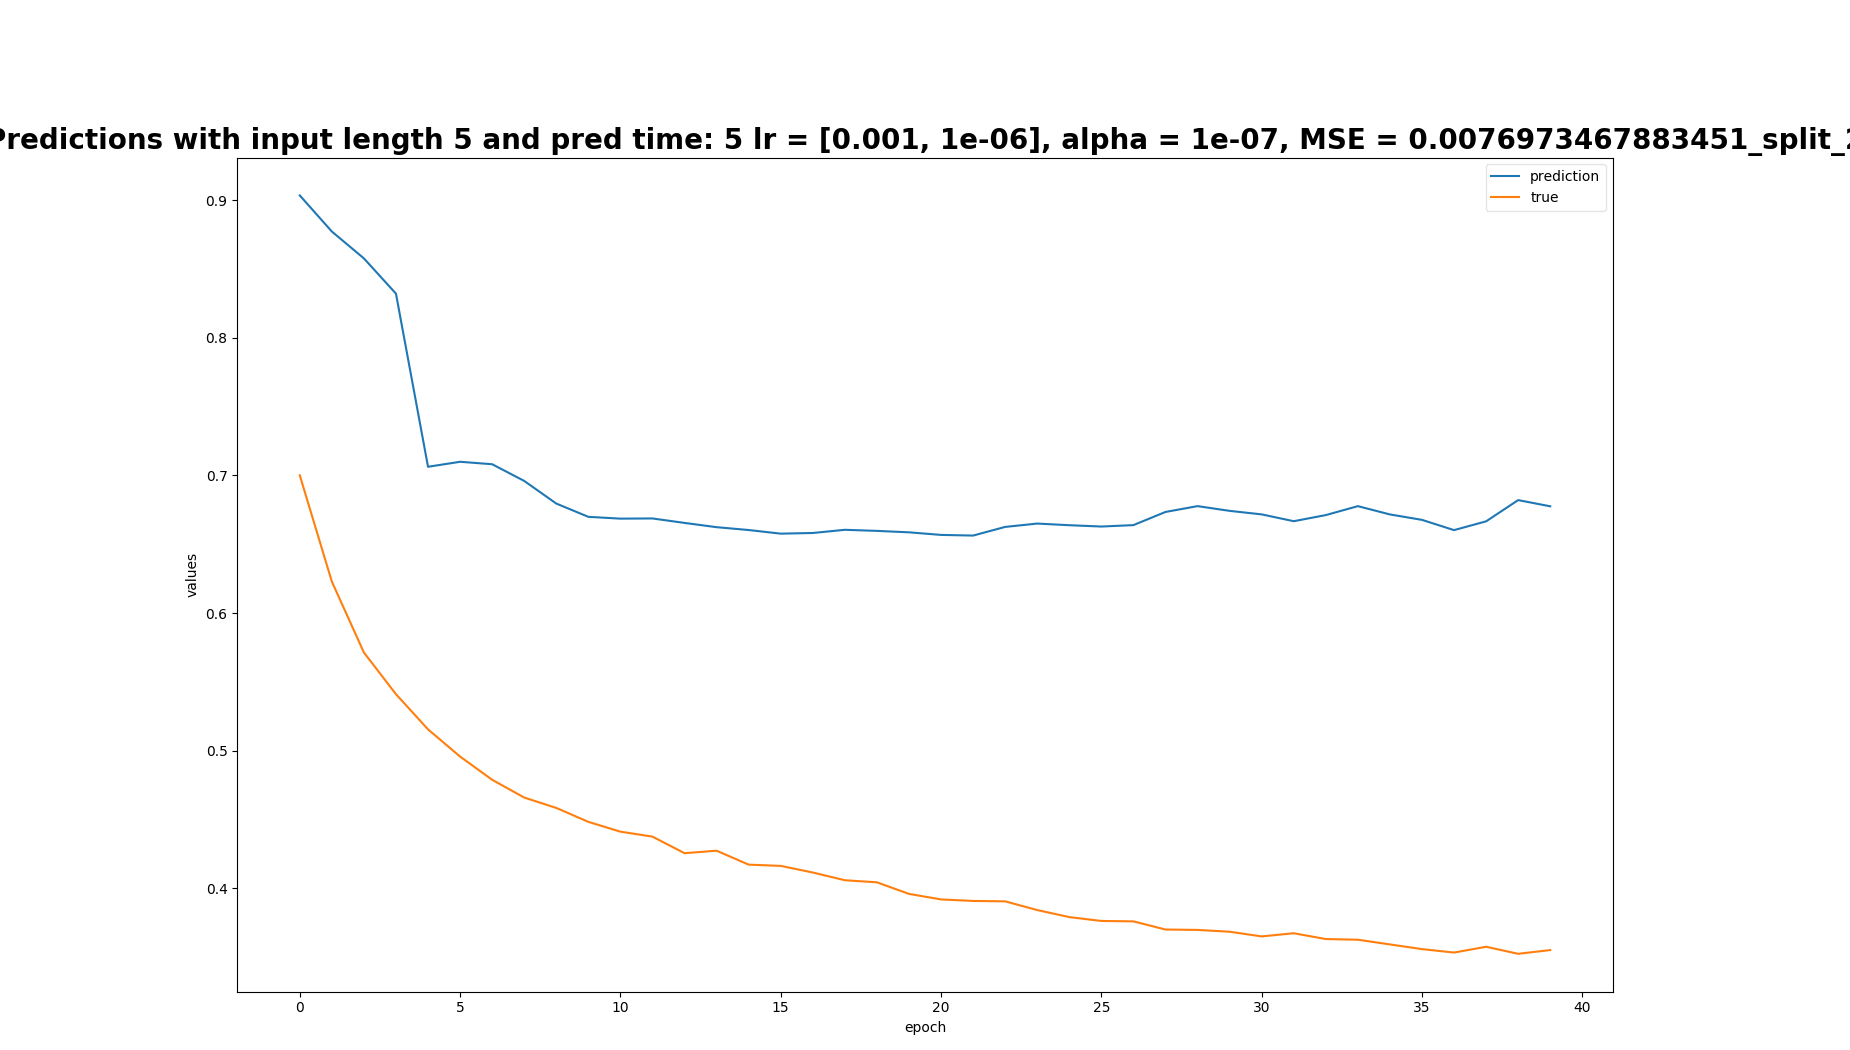 Predictions with input length 5 and pred time: 5 lr = [0.001, 1e-06], alpha = 1e-07, MSE = 0.0076973467883451_split_2
prediction
true
0.9
0.8
0.7
0.6
0.5
0.4
values
0 5 10 15 20 25 30 35 40
epoch